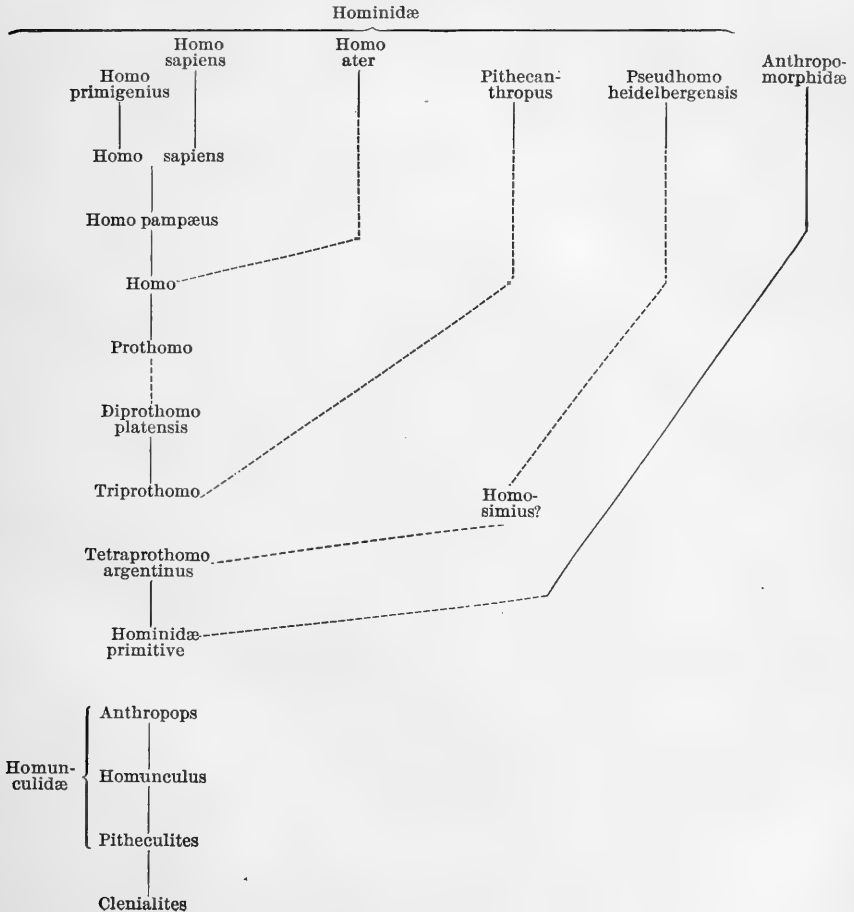 Hominidæ
Homo
sapiens
Homo
ater
Homo
primigenius
Pithecan-
thropus
Pseudhomo
heidelbergensis
Anthropo-
morphidæ
Homo sapiens
Homo pampæus
Homo
Prothomo
Diprothomo
platensis
Triprothomo
Homo-
simius?
Tetraprothomo
argentinus
Hominidæ
primitive
Anthropops
Homun-
culidæ
Homunculus
Pitheculites
Clenialites